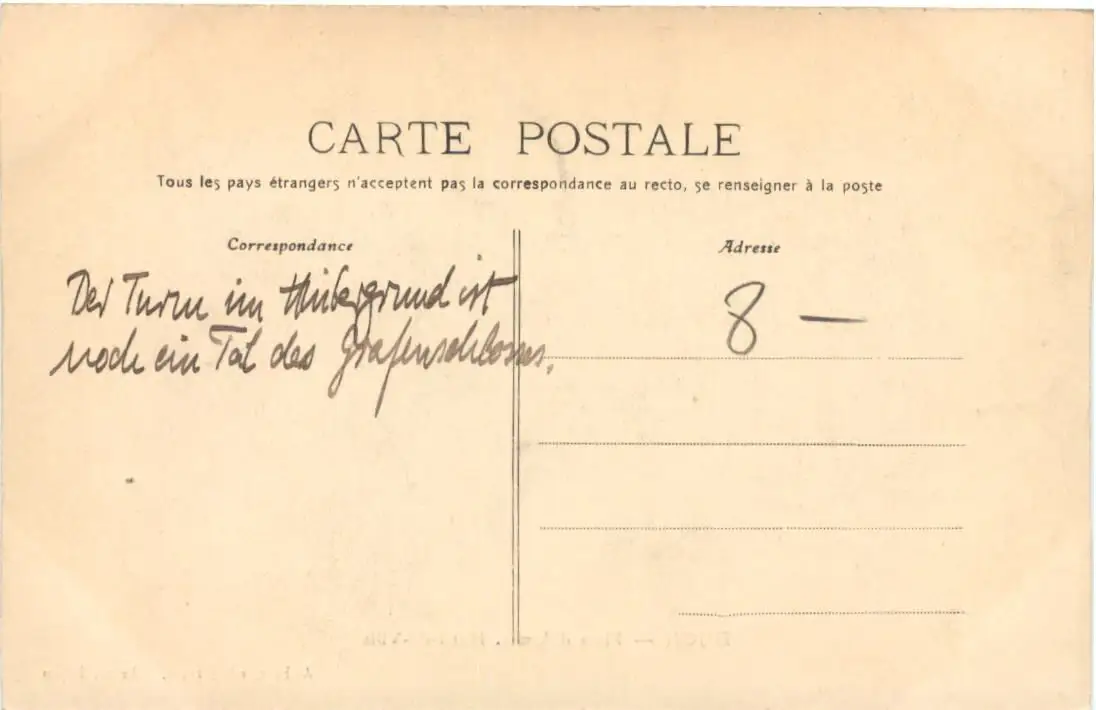 CARTE POSTALE
Tous les pays étrangers n'acceptent pas la correspondance au recto, se renseigner à la poste
Correspondance
Adresse
Der Turm im Hintergrund ist
noch ein Teil des Grafenschlosses.
8 —